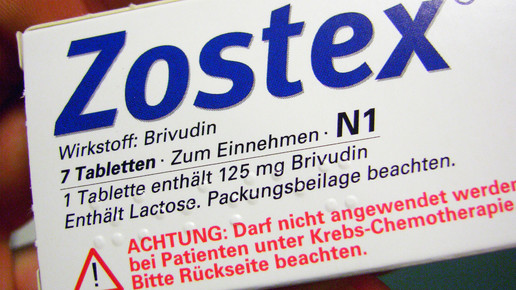 Zostex®
Wirkstoff: Brivudin
7 Tabletten · Zum Einnehmen · N1
1 Tablette enthält 125 mg Brivudin
Enthält Lactose. Packungsbeilage beachten.
ACHTUNG: Darf nicht angewendet werden
bei Patienten unter Krebs-Chemotherapie
Bitte Rückseite beachten.